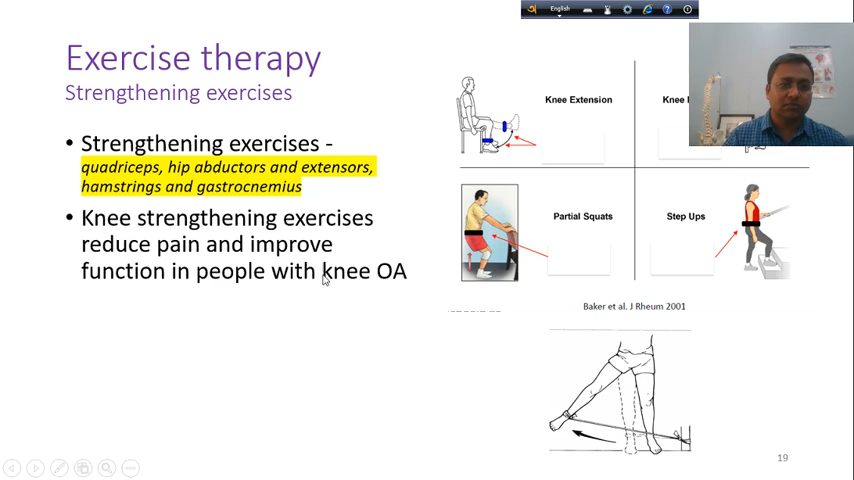 অ English
Exercise therapy
Strengthening exercises
• Strengthening exercises -
quadriceps, hip abductors and extensors,
hamstrings and gastrocnemius
• Knee strengthening exercises
reduce pain and improve
function in people with knee OA
Knee Extension
Knee
Partial Squats
Step Ups
Baker et al. J Rheum 2001
19